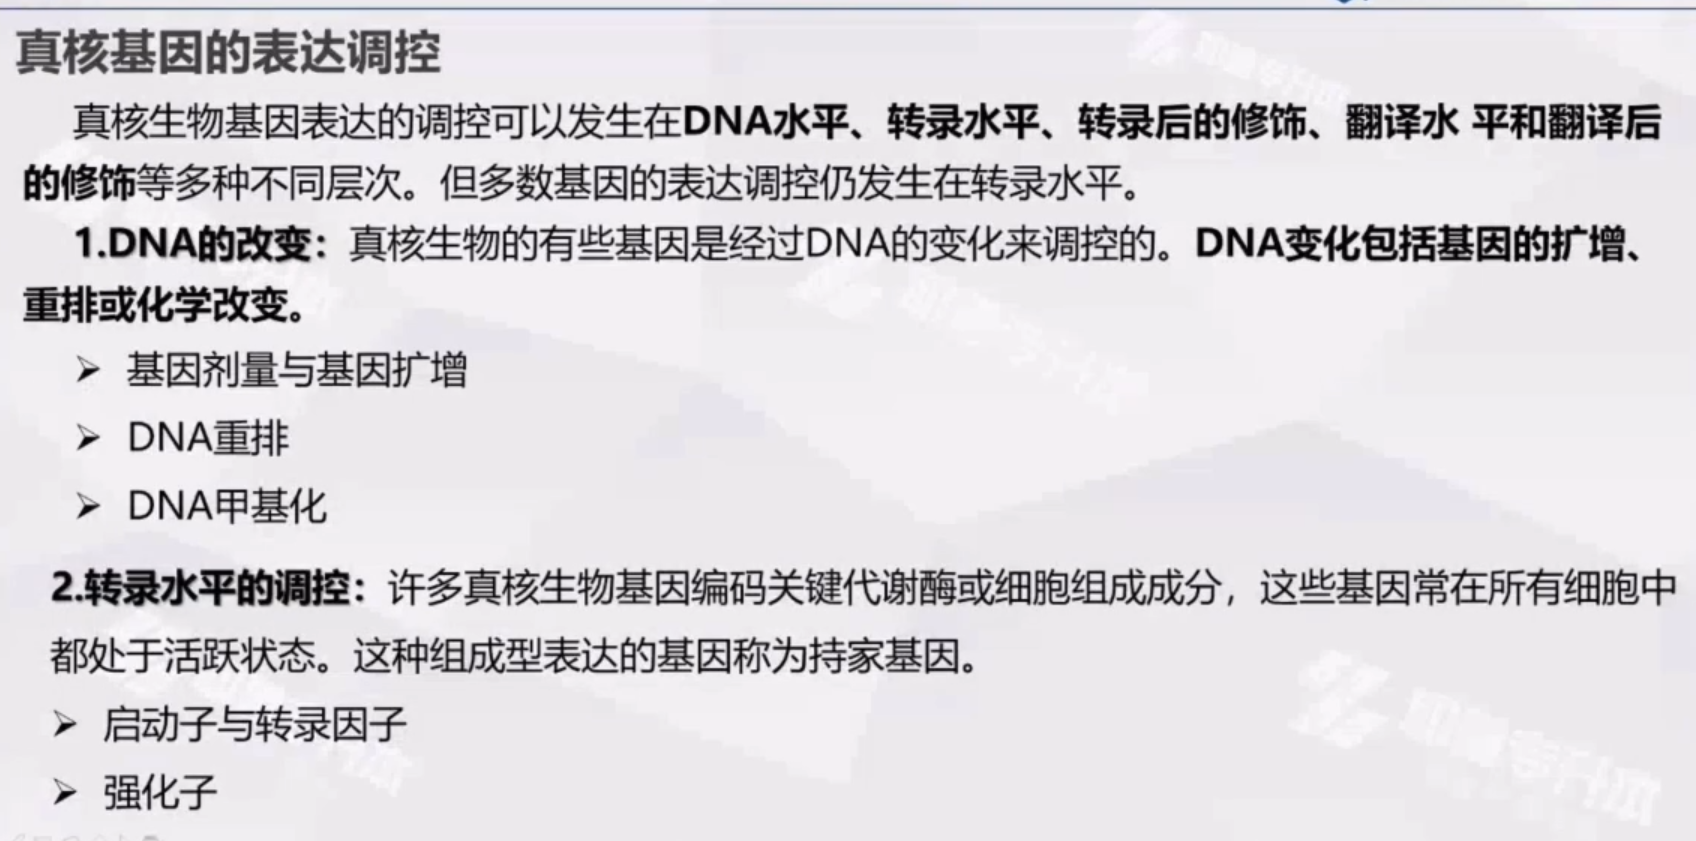 真核基因的表达调控
真核生物基因表达的调控可以发生在DNA水平、转录水平、转录后的修饰、翻译水 平和翻译后
的修饰等多种不同层次。但多数基因的表达调控仍发生在转录水平。
1.DNA的改变：真核生物的有些基因是经过DNA的变化来调控的。DNA变化包括基因的扩增、
重排或化学改变。
➢ 基因剂量与基因扩增
➢ DNA重排
➢ DNA甲基化
2.转录水平的调控：许多真核生物基因编码关键代谢酶或细胞组成成分，这些基因常在所有细胞中
都处于活跃状态。这种组成型表达的基因称为持家基因。
➢ 启动子与转录因子
➢ 强化子